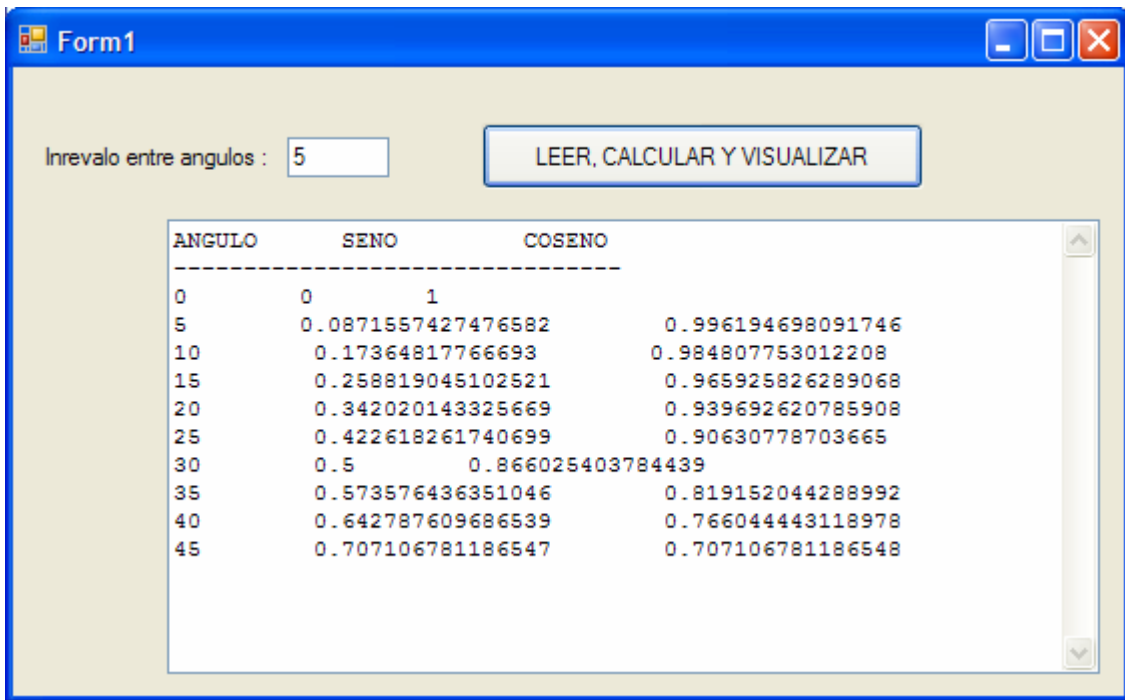 Form1
Inrevalo entre angulos : 5 LEER, CALCULAR Y VISUALIZAR
ANGULO SENO COSENO
--------------------------------
0 0 1
5 0.0871557427476582 0.996194698091746
10 0.17364817766693 0.984807753012208
15 0.258819045102521 0.965925826289068
20 0.342020143325669 0.939692620785908
25 0.422618261740699 0.90630778703665
30 0.5 0.866025403784439
35 0.573576436351046 0.819152044288992
40 0.642787609686539 0.766044443118978
45 0.707106781186547 0.707106781186548